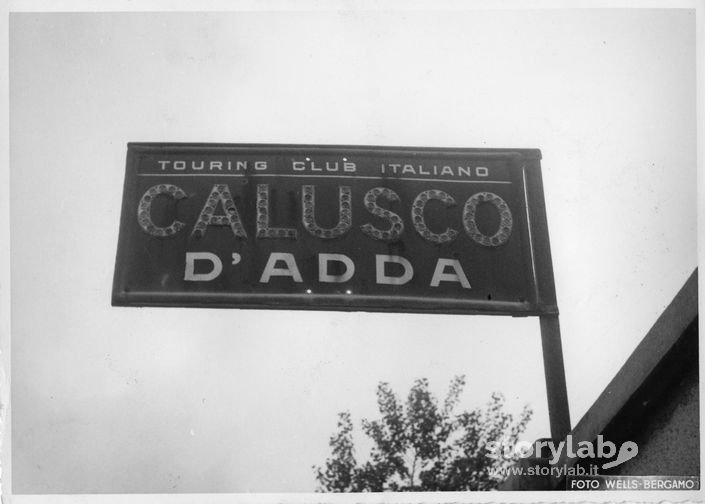 TOURING CLUB ITALIANO
CALUSCO
D'ADDA
storylab
www.storylab.it
FOTO WELLS-BERGAMO